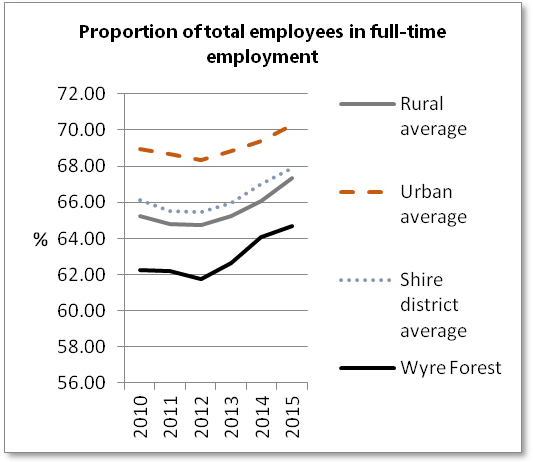 Proportion of total employees in full-time
employment
72.00
70.00
68.00
66.00
64.00
62.00
60.00
58.00
56.00
%
2010
2011
2012
2013
2014
2015
Rural
average
Urban
average
Shire
district
average
Wyre Forest